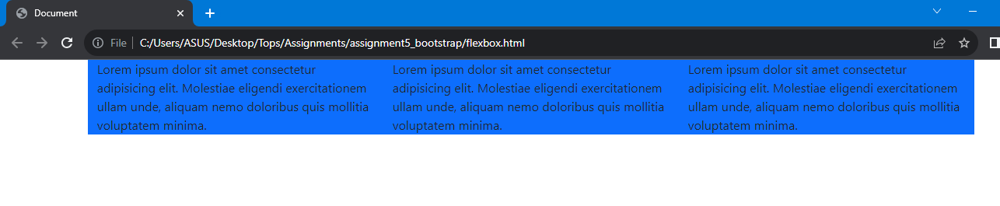 Document
File C:/Users/ASUS/Desktop/Tops/Assignments/assignment5_bootstrap/flexbox.html
Lorem ipsum dolor sit amet consectetur
adipisicing elit. Molestiae eligendi exercitationem
ullam unde, aliquam nemo doloribus quis mollitia
voluptatem minima.
Lorem ipsum dolor sit amet consectetur
adipisicing elit. Molestiae eligendi exercitationem
ullam unde, aliquam nemo doloribus quis mollitia
voluptatem minima.
Lorem ipsum dolor sit amet consectetur
adipisicing elit. Molestiae eligendi exercitationem
ullam unde, aliquam nemo doloribus quis mollitia
voluptatem minima.